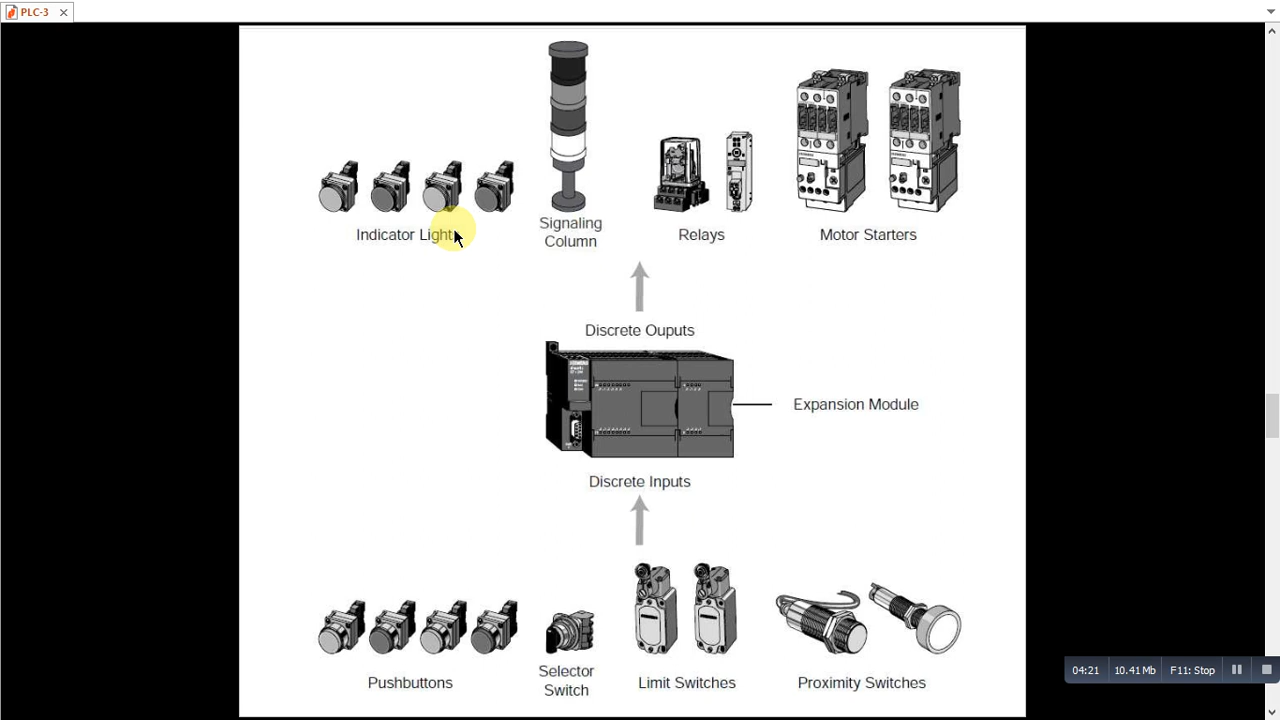 PLC-3
Signaling
Column
Indicator Light
Relays
Motor Starters
Discrete Ouputs
Expansion Module
Discrete Inputs
Selector
Switch
Pushbuttons
Limit Switches
Proximity Switches
04:21 10.41 Mb F11: Stop